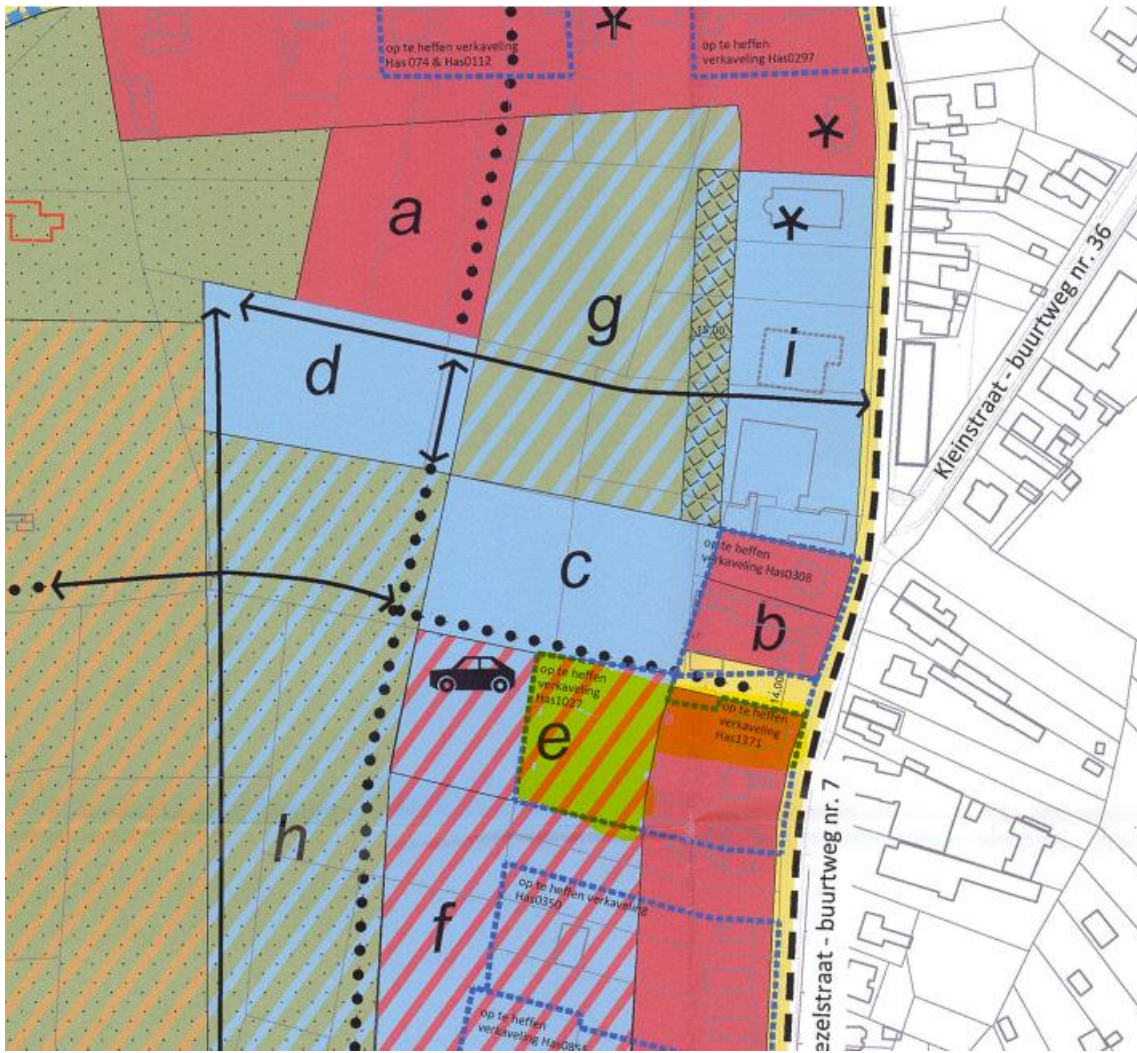 op te heffen verkaveling
Has 074 & Has0112
op te heffen
verkaveling Has0297
a
g
15.00
i
d
Kleinstraat - buurtweg nr. 36
c
op te heffen
verkaveling Has0308
b
14.00
op te heffen
verkaveling
Has1027
op te heffen
verkaveling
Has1371
e
h
f
op te heffen verkaveling
Has0350
op te heffen
verkaveling
ezelstraat - buurtweg nr. 7